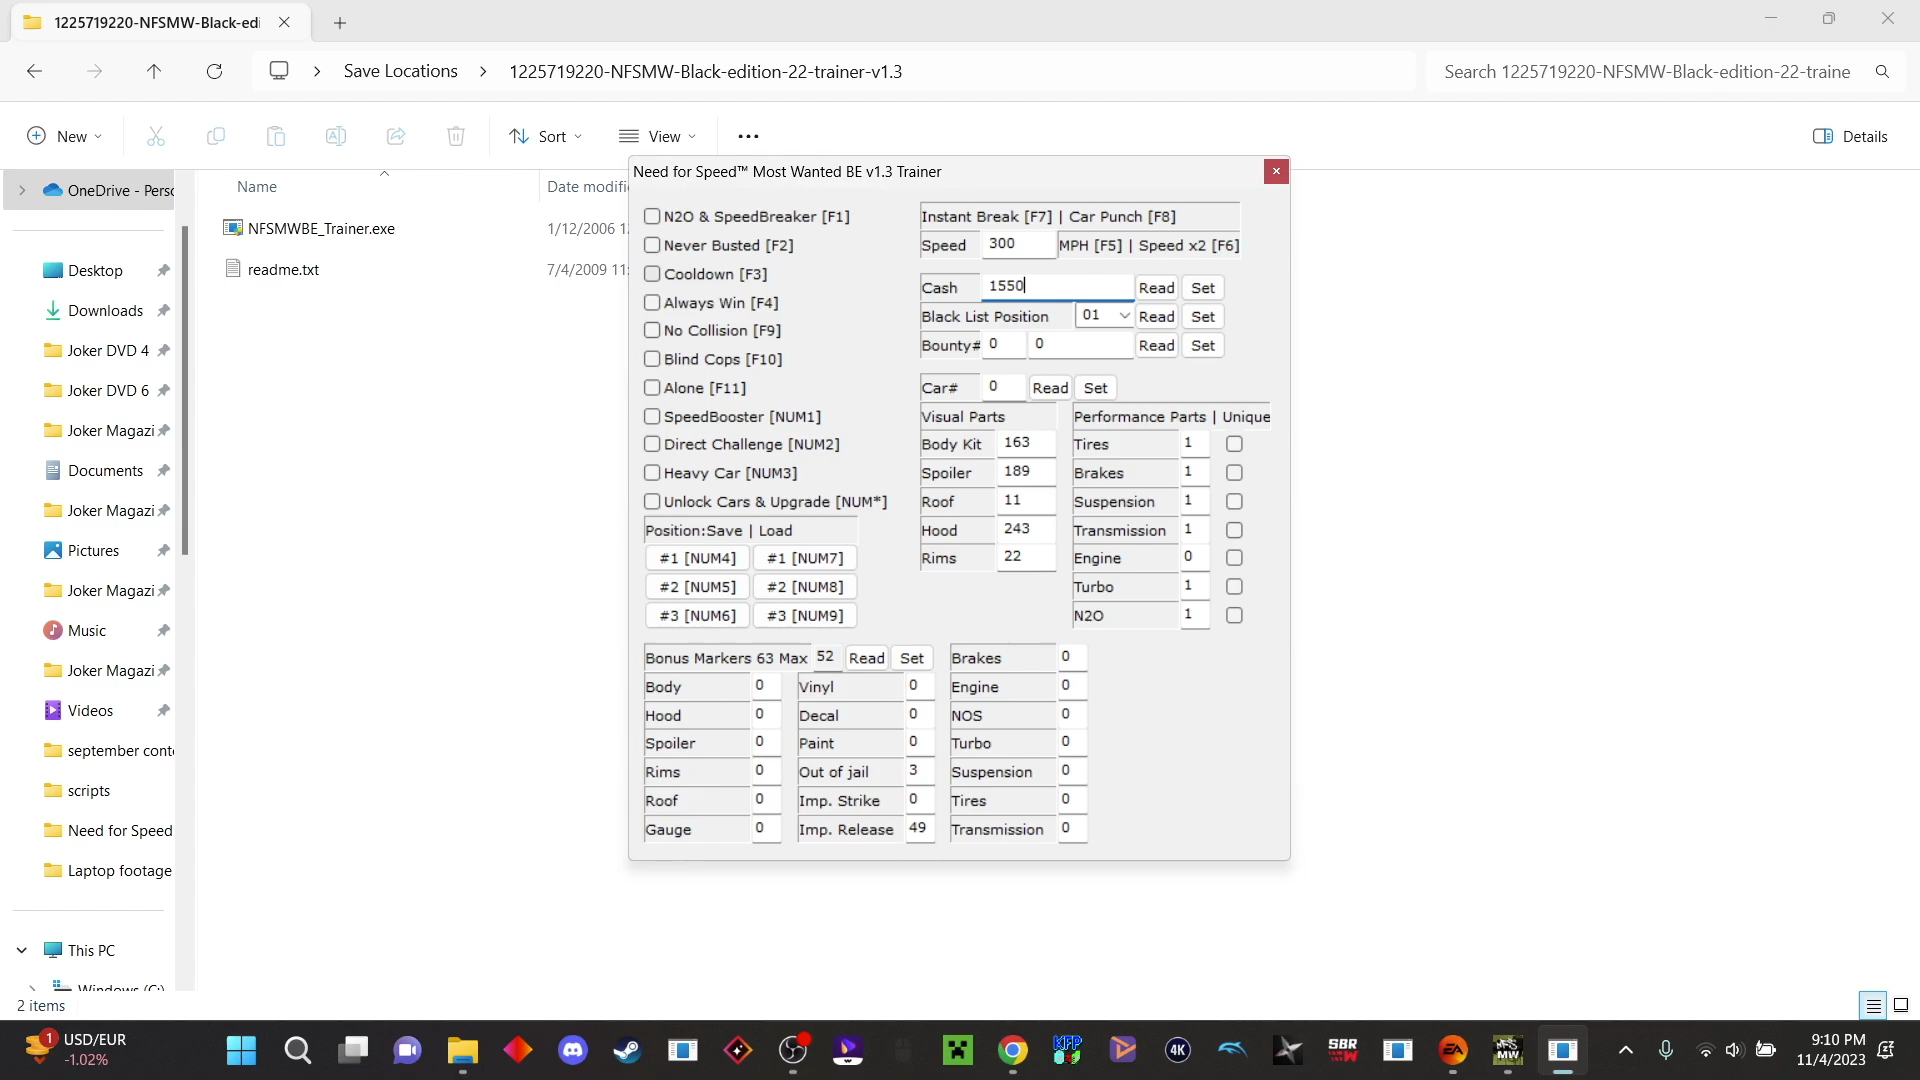 1225719220-NFSMW-Black-edi
Save Locations
1225719220-NFSMW-Black-edition-22-trainer-v1.3
Search 1225719220-NFSMW-Black-edition-22-traine
New
Sort
View
Details
OneDrive - Perso
Name
Date modifi
NFSMWBE_Trainer.exe
1/12/2006 1
readme.txt
7/4/2009 11:
Desktop
Downloads
Joker DVD 4
Joker DVD 6
Joker Magazi
Documents
Joker Magazi
Pictures
Joker Magazi
Music
Joker Magazi
Videos
september conte
scripts
Need for Speed
Laptop footage
This PC
Windows (C:)
2 items
Need for Speed™ Most Wanted BE v1.3 Trainer
N2O & SpeedBreaker [F1]
Never Busted [F2]
Cooldown [F3]
Always Win [F4]
No Collision [F9]
Blind Cops [F10]
Alone [F11]
SpeedBooster [NUM1]
Direct Challenge [NUM2]
Heavy Car [NUM3]
Unlock Cars & Upgrade [NUM*]
Position:Save | Load
#1 [NUM4] #1 [NUM7]
#2 [NUM5] #2 [NUM8]
#3 [NUM6] #3 [NUM9]
Instant Break [F7] | Car Punch [F8]
Speed 300 MPH [F5] | Speed x2 [F6]
Cash 1550 Read Set
Black List Position 01 Read Set
Bounty# 0 0 Read Set
Car# 0 Read Set
Visual Parts
Body Kit 163
Spoiler 189
Roof 11
Hood 243
Rims 22
Performance Parts | Unique
Tires 1
Brakes 1
Suspension 1
Transmission 1
Engine 0
Turbo 1
N2O 1
Bonus Markers 63 Max 52 Read Set
Body 0
Hood 0
Spoiler 0
Rims 0
Roof 0
Gauge 0
Vinyl 0
Decal 0
Paint 0
Out of jail 3
Imp. Strike 0
Imp. Release 49
Brakes 0
Engine 0
NOS 0
Turbo 0
Suspension 0
Tires 0
Transmission 0
1
USD/EUR
-1.02%
4K
KFP
SBR
W
EA
NFS
MW
9:10 PM
11/4/2023